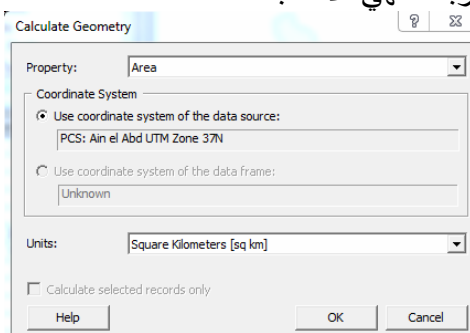 Calculate Geometry
Property: Area
Coordinate System
Use coordinate system of the data source:
PCS: Ain el Abd UTM Zone 37N
Use coordinate system of the data frame:
Unknown
Units: Square Kilometers [sq km]
Calculate selected records only
Help OK Cancel